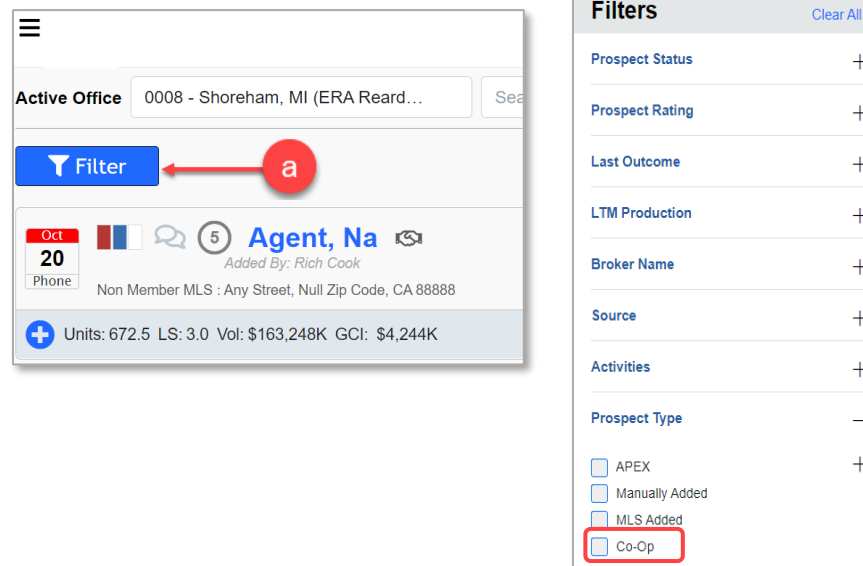 Active Office 0008 - Shoreham, MI (ERA Reard… Sea
Filter
a
Oct
20
Phone
5 Agent, Na
Added By: Rich Cook
Non Member MLS : Any Street, Null Zip Code, CA 88888
Units: 672.5 LS: 3.0 Vol: $163,248K GCI: $4,244K
Filters Clear All
Prospect Status
Prospect Rating
Last Outcome
LTM Production
Broker Name
Source
Activities
Prospect Type
APEX
Manually Added
MLS Added
Co-Op